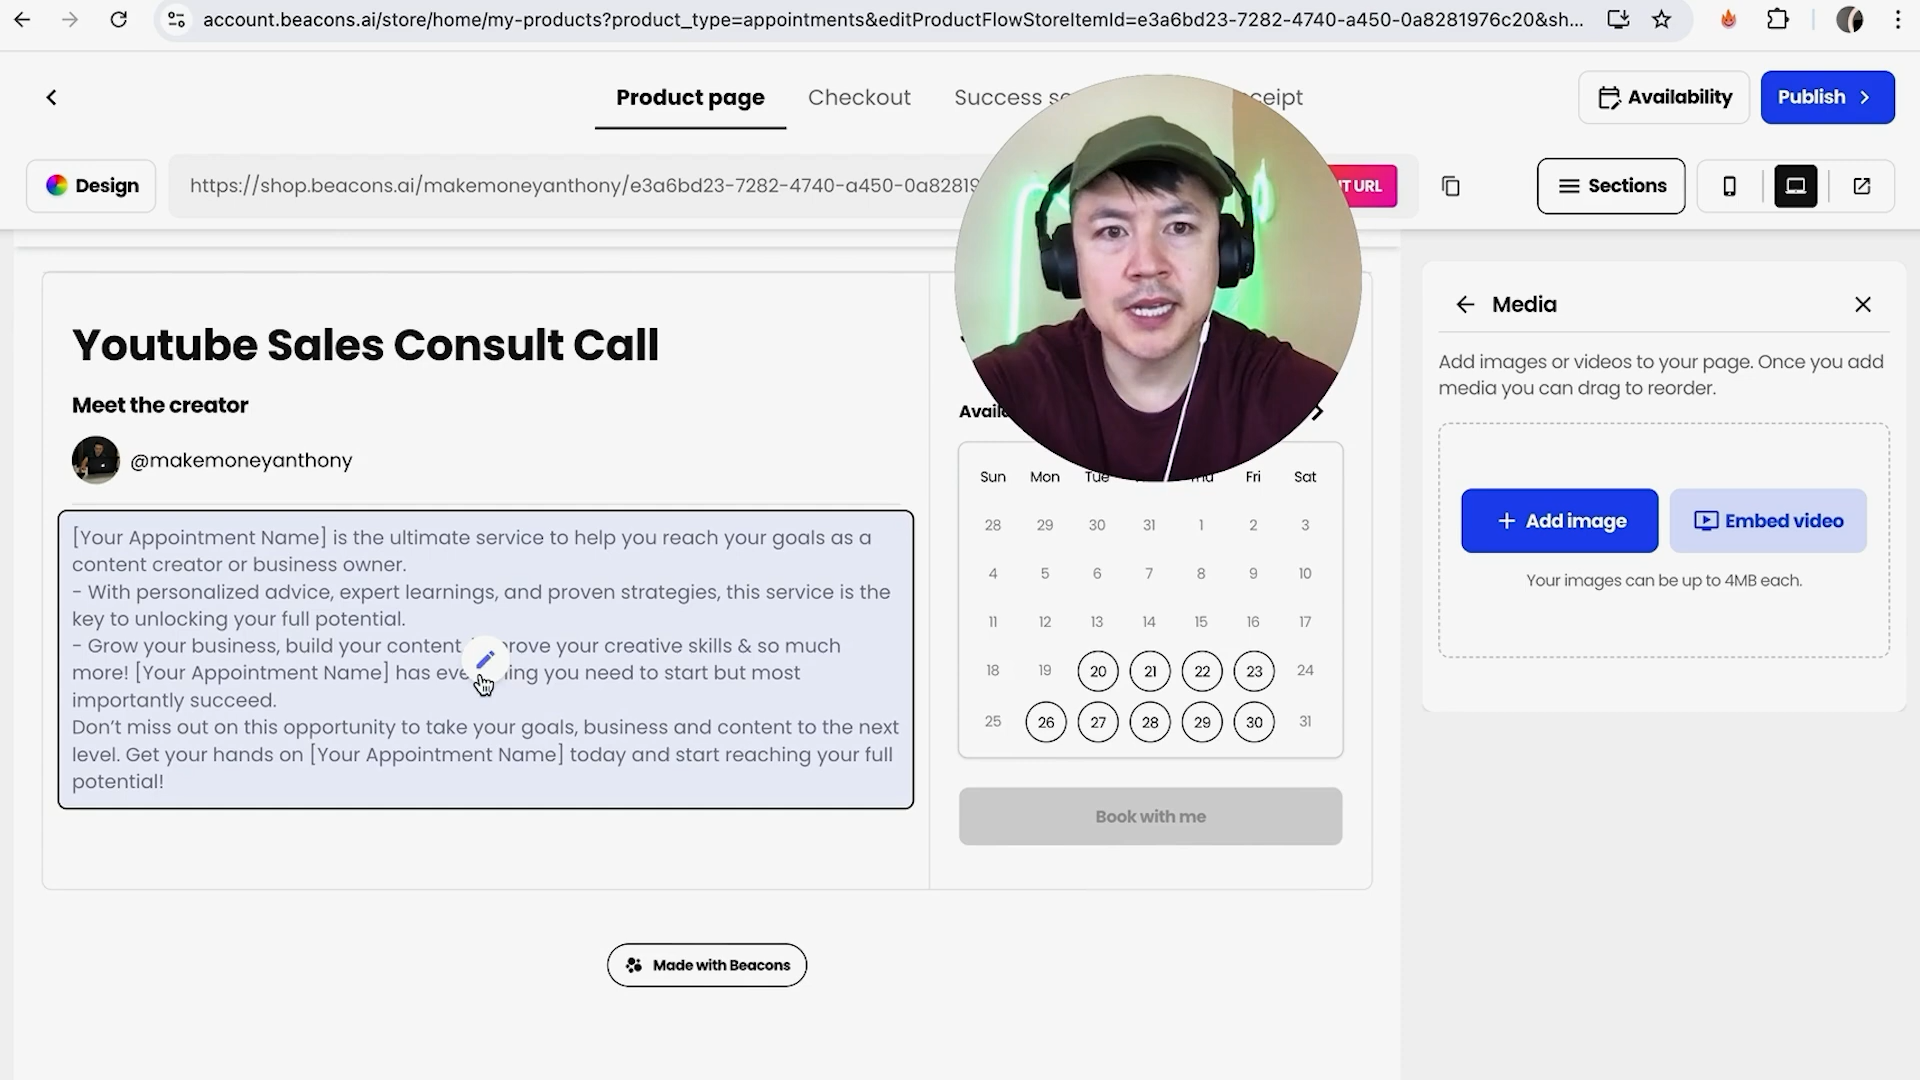 account.beacons.ai/store/home/my-products?product_type=appointments&editProductFlowStoreItemId=e3a6bd23-7282-4740-a450-0a8281976c20&sh...
Product page
Checkout
Success
Availability
Publish
Design
https://shop.beacons.ai/makemoneyanthony/e3a6bd23-7282-4740-a450-0a82819
URL
Sections
Youtube Sales Consult Call
Meet the creator
@makemoneyanthony
[Your Appointment Name] is the ultimate service to help you reach your goals as a
content creator or business owner.
- With personalized advice, expert learnings, and proven strategies, this service is the
key to unlocking your full potential.
- Grow your business, build your content your creative skills & so much
more! [Your Appointment Name] has you need to start but most
importantly succeed.
Don't miss out on this opportunity to take your goals, business and content to the next
level. Get your hands on [Your Appointment Name] today and start reaching your full
potential!
Sun Mon Tue Fri Sat
28 29 30 31 1 2 3
4 5 6 7 8 9 10
11 12 13 14 15 16 17
18 19 20 21 22 23 24
25 26 27 28 29 30 31
Book with me
Made with Beacons
Media
Add images or videos to your page. Once you add
media you can drag to reorder.
+ Add image
Embed video
Your images can be up to 4MB each.